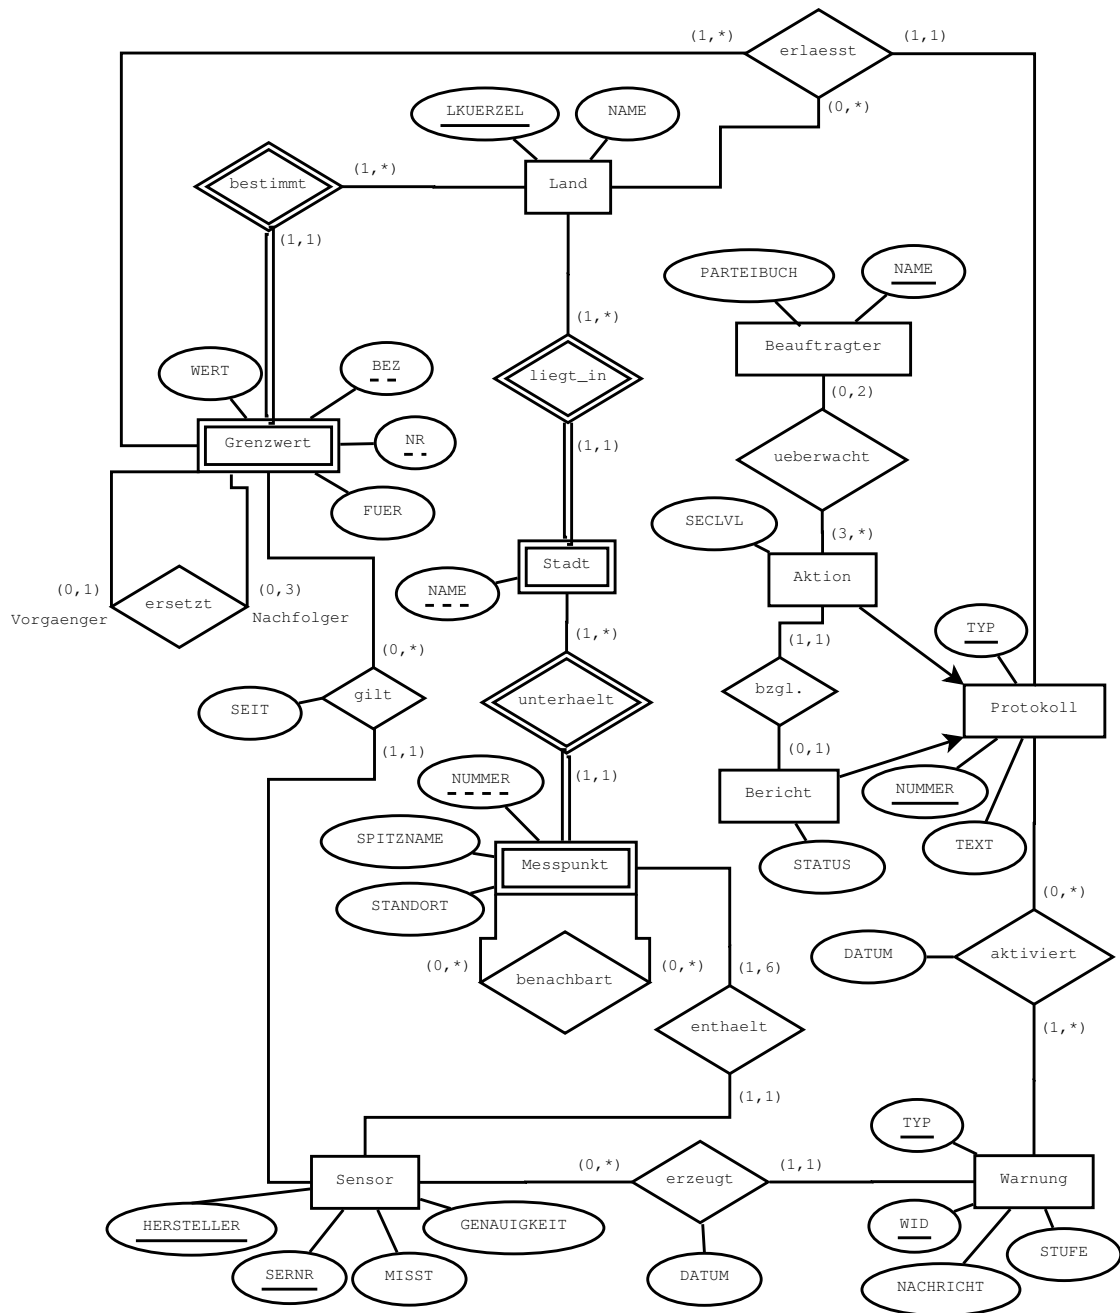 (1,*)
erlaesst
(1,1)
(0,*)
LKUERZEL
NAME
bestimmt
(1,*)
Land
(1,1)
PARTEIBUCH
NAME
(1,*)
Beauftragter
WERT
BEZ
liegt_in
(0,2)
Grenzwert
NR
(1,1)
ueberwacht
FUER
SECLVL
(3,*)
Stadt
Aktion
(0,1)
ersetzt
(0,3)
NAME
Vorgaenger
Nachfolger
(1,*)
(1,1)
TYP
(0,*)
SEIT
gilt
unterhaelt
bzgl.
Protokoll
(1,1)
(0,1)
NUMMER
(1,1)
Bericht
NUMMER
SPITZNAME
TEXT
Messpunkt
STATUS
STANDORT
(0,*)
(0,*)
benachbart
(0,*)
(1,6)
DATUM
aktiviert
enthaelt
(1,*)
(1,1)
TYP
Sensor
(0,*)
erzeugt
(1,1)
Warnung
HERSTELLER
GENAUIGKEIT
WID
STUFE
SERNR
MISST
DATUM
NACHRICHT